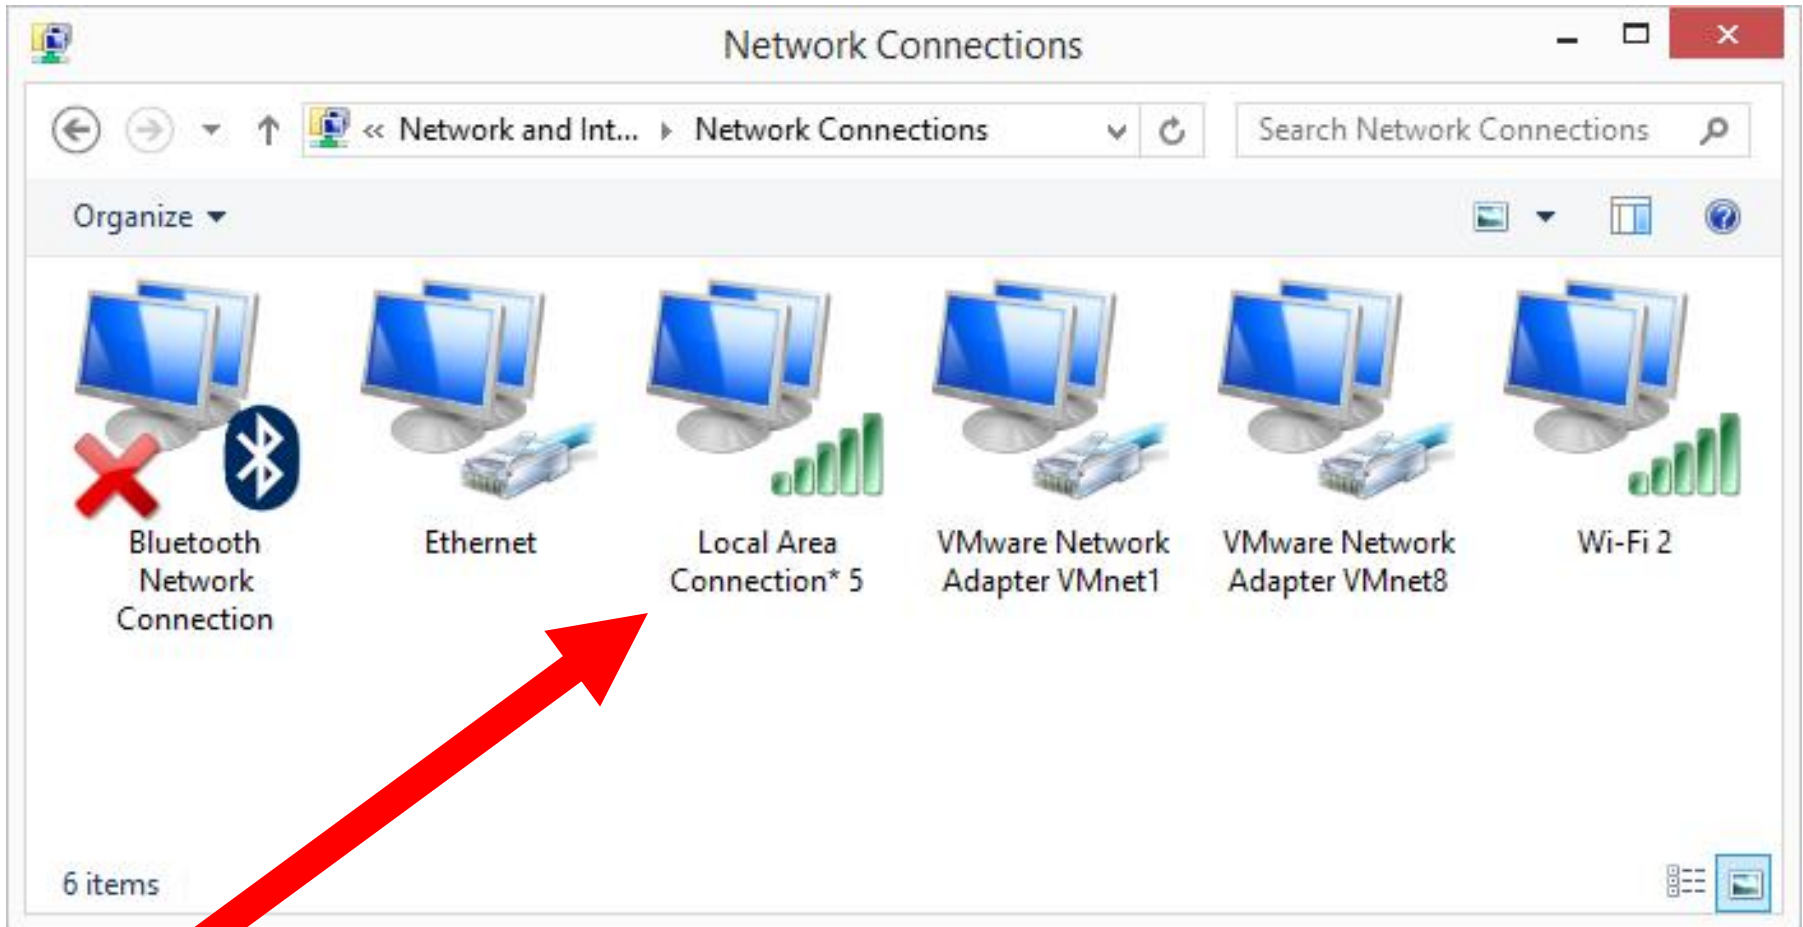 Network Connections
« Network and Int... Network Connections
Search Network Connections
Organize
Bluetooth
Network
Connection
Ethernet
Local Area
Connection* 5
VMware Network
Adapter VMnet1
VMware Network
Adapter VMnet8
Wi-Fi 2
6 items